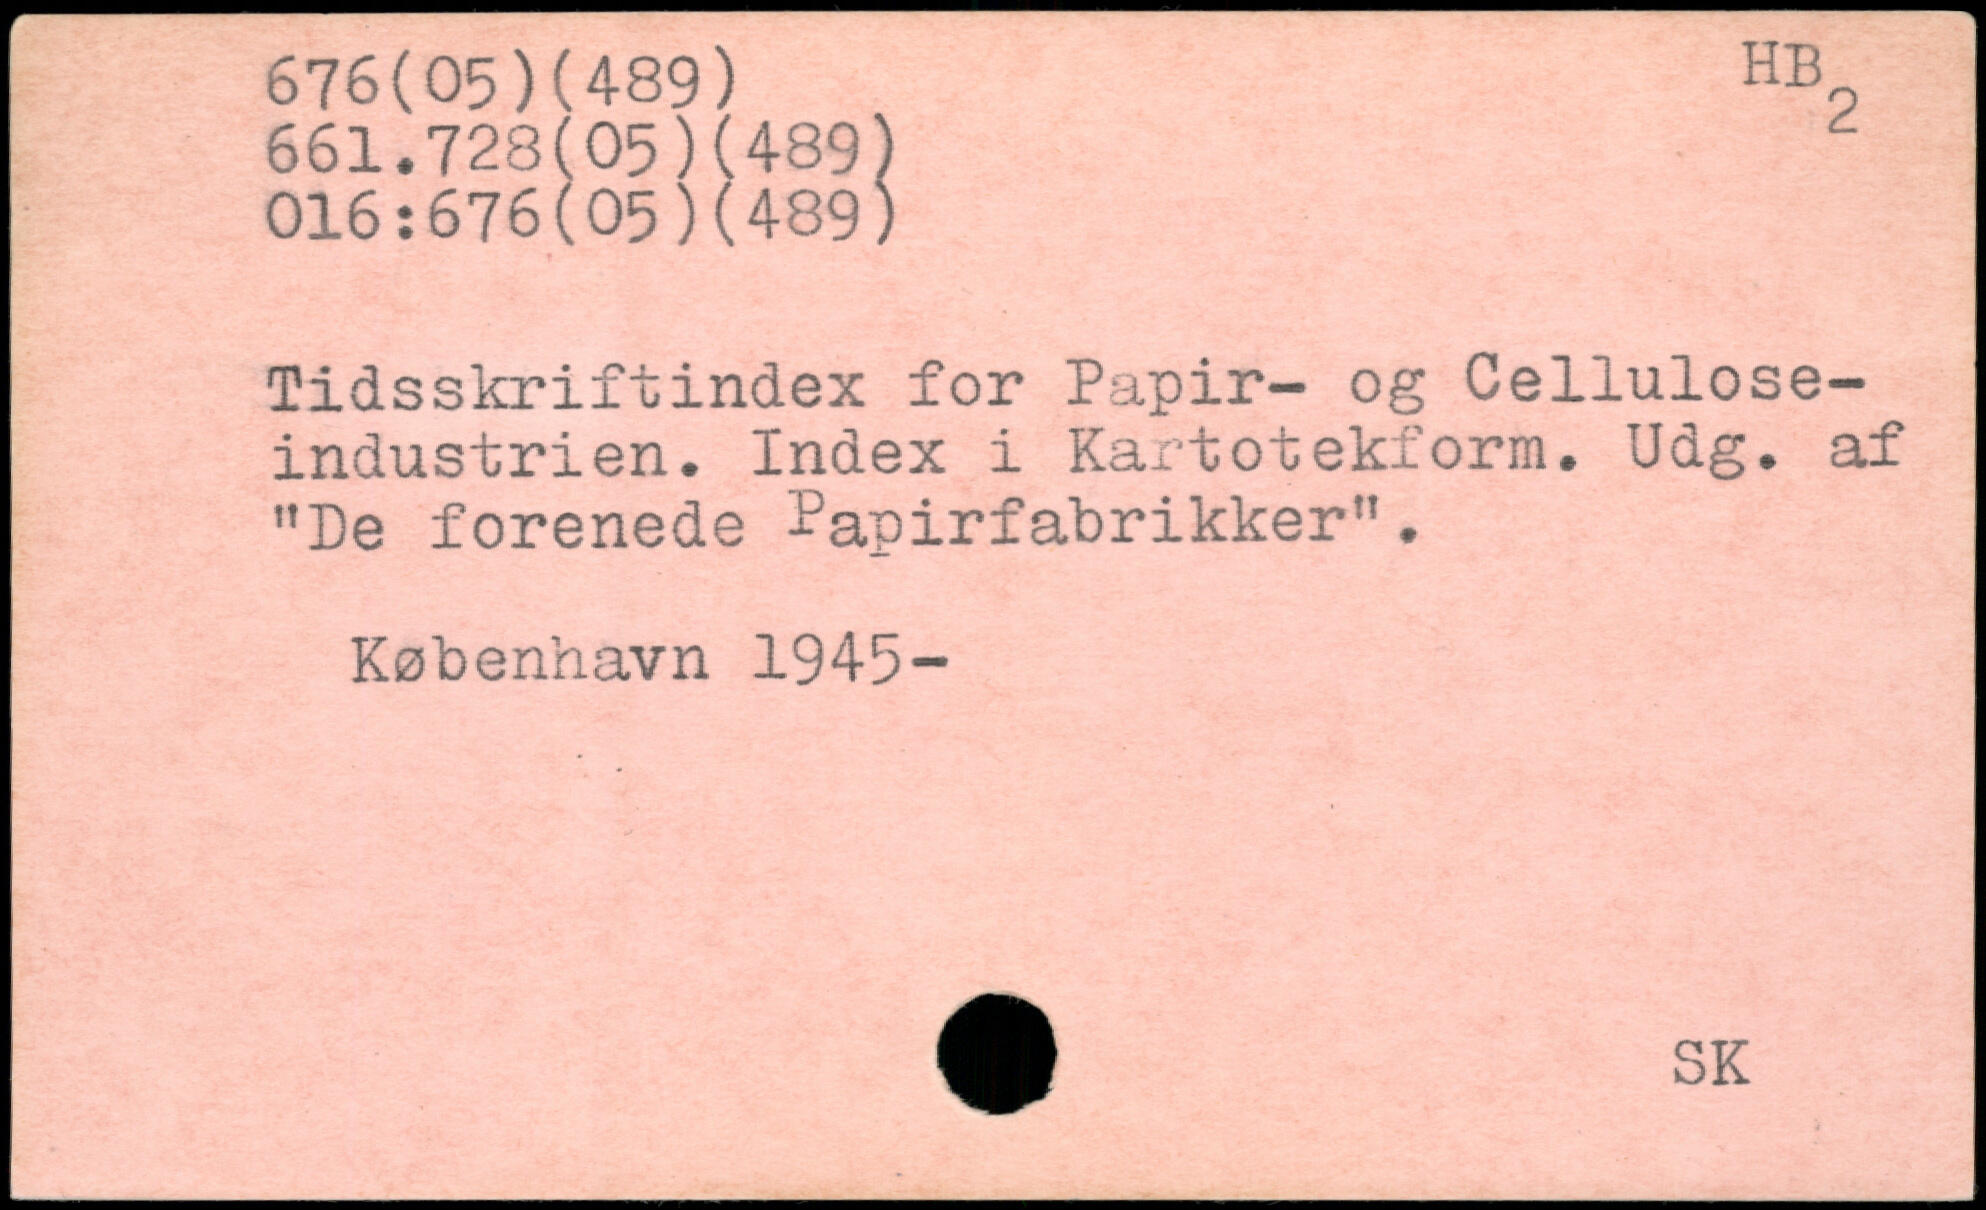 676(05)(489)
HB
2
661.728(05)(489)
016:676(05)(489)
Tidsskriftindex for Papir- og Cellulose-
industrien. Index i Kartotekform. Udg. af
"De forenede Papirfabrikker".
København 1945-
SK